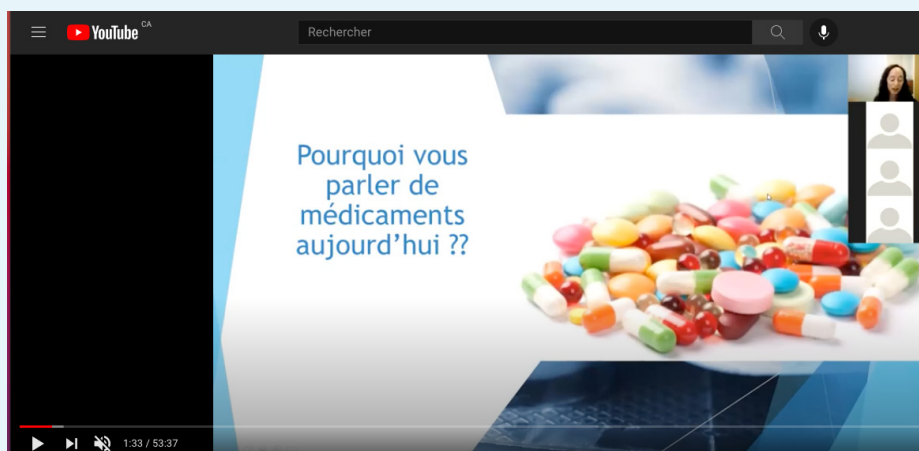 YouTube CA
Rechercher
Pourquoi vous
parler de
médicaments
aujourd'hui ??
1:33 / 53:37